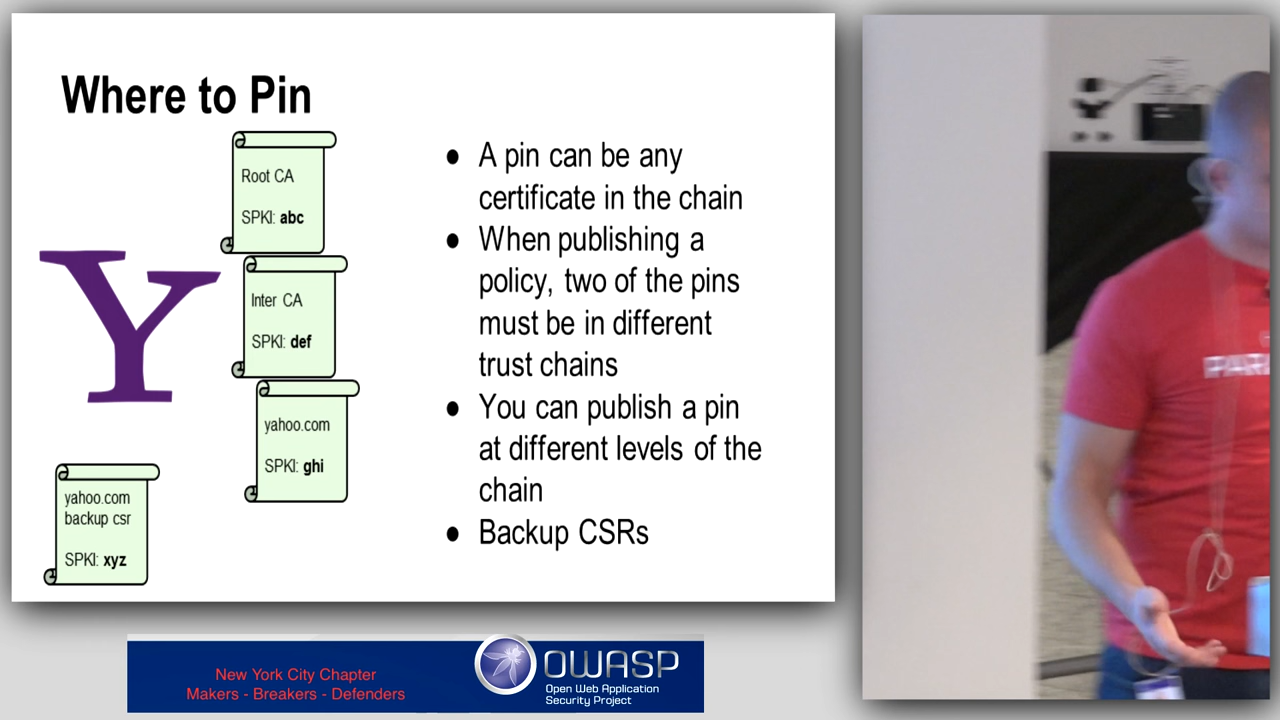 Where to Pin
Root CA
SPKI: abc
Inter CA
SPKI: def
yahoo.com
SPKI: ghi
Y
yahoo.com
backup csr
SPKI: xyz
● A pin can be any
certificate in the chain
● When publishing a
policy, two of the pins
must be in different
trust chains
● You can publish a pin
at different levels of the
chain
● Backup CSRs
New York City Chapter
Makers - Breakers - Defenders
OWASP
Open Web Application
Security Project